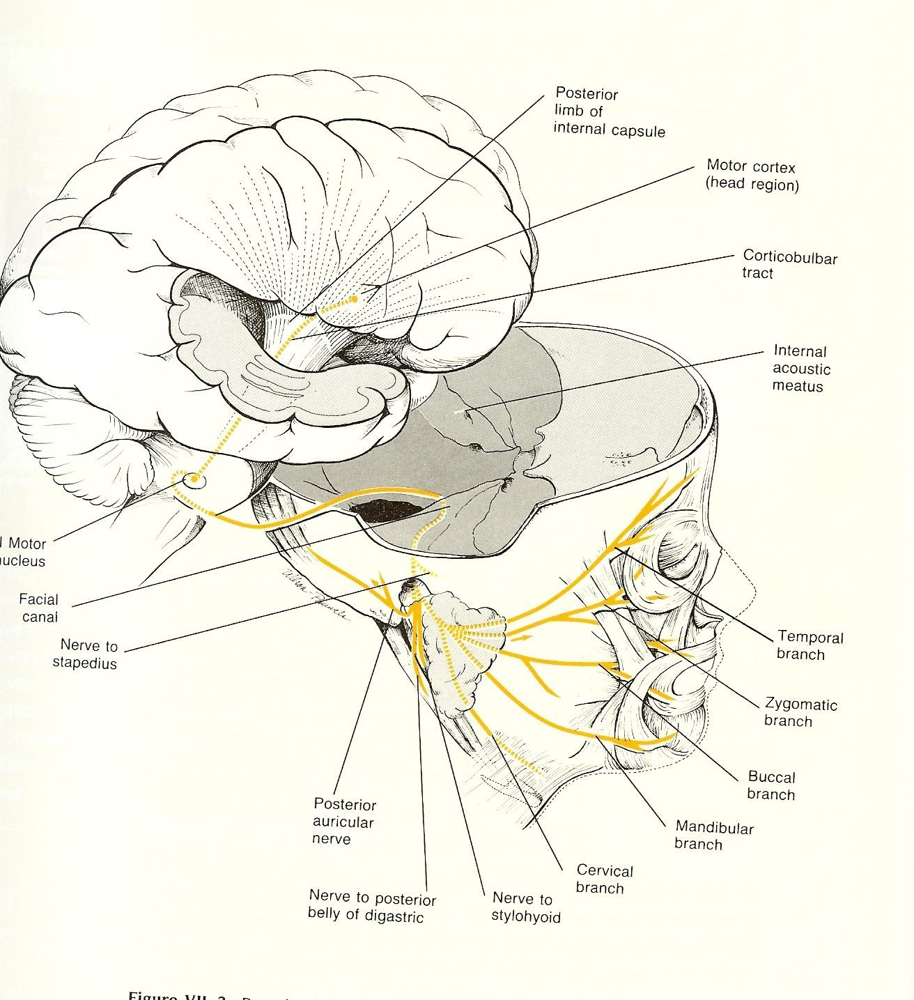 Posterior
limb of
internal capsule
Motor cortex
(head region)
Corticobulbar
tract
Internal
acoustic
meatus
Motor
Facial
canal
Nerve to
stapedius
Temporal
branch
Zygomatic
branch
Buccal
branch
Mandibular
branch
Posterior
auricular
nerve
Cervical
branch
Nerve to posterior
belly of digastric
Nerve to
stylohyoid
Figure VII